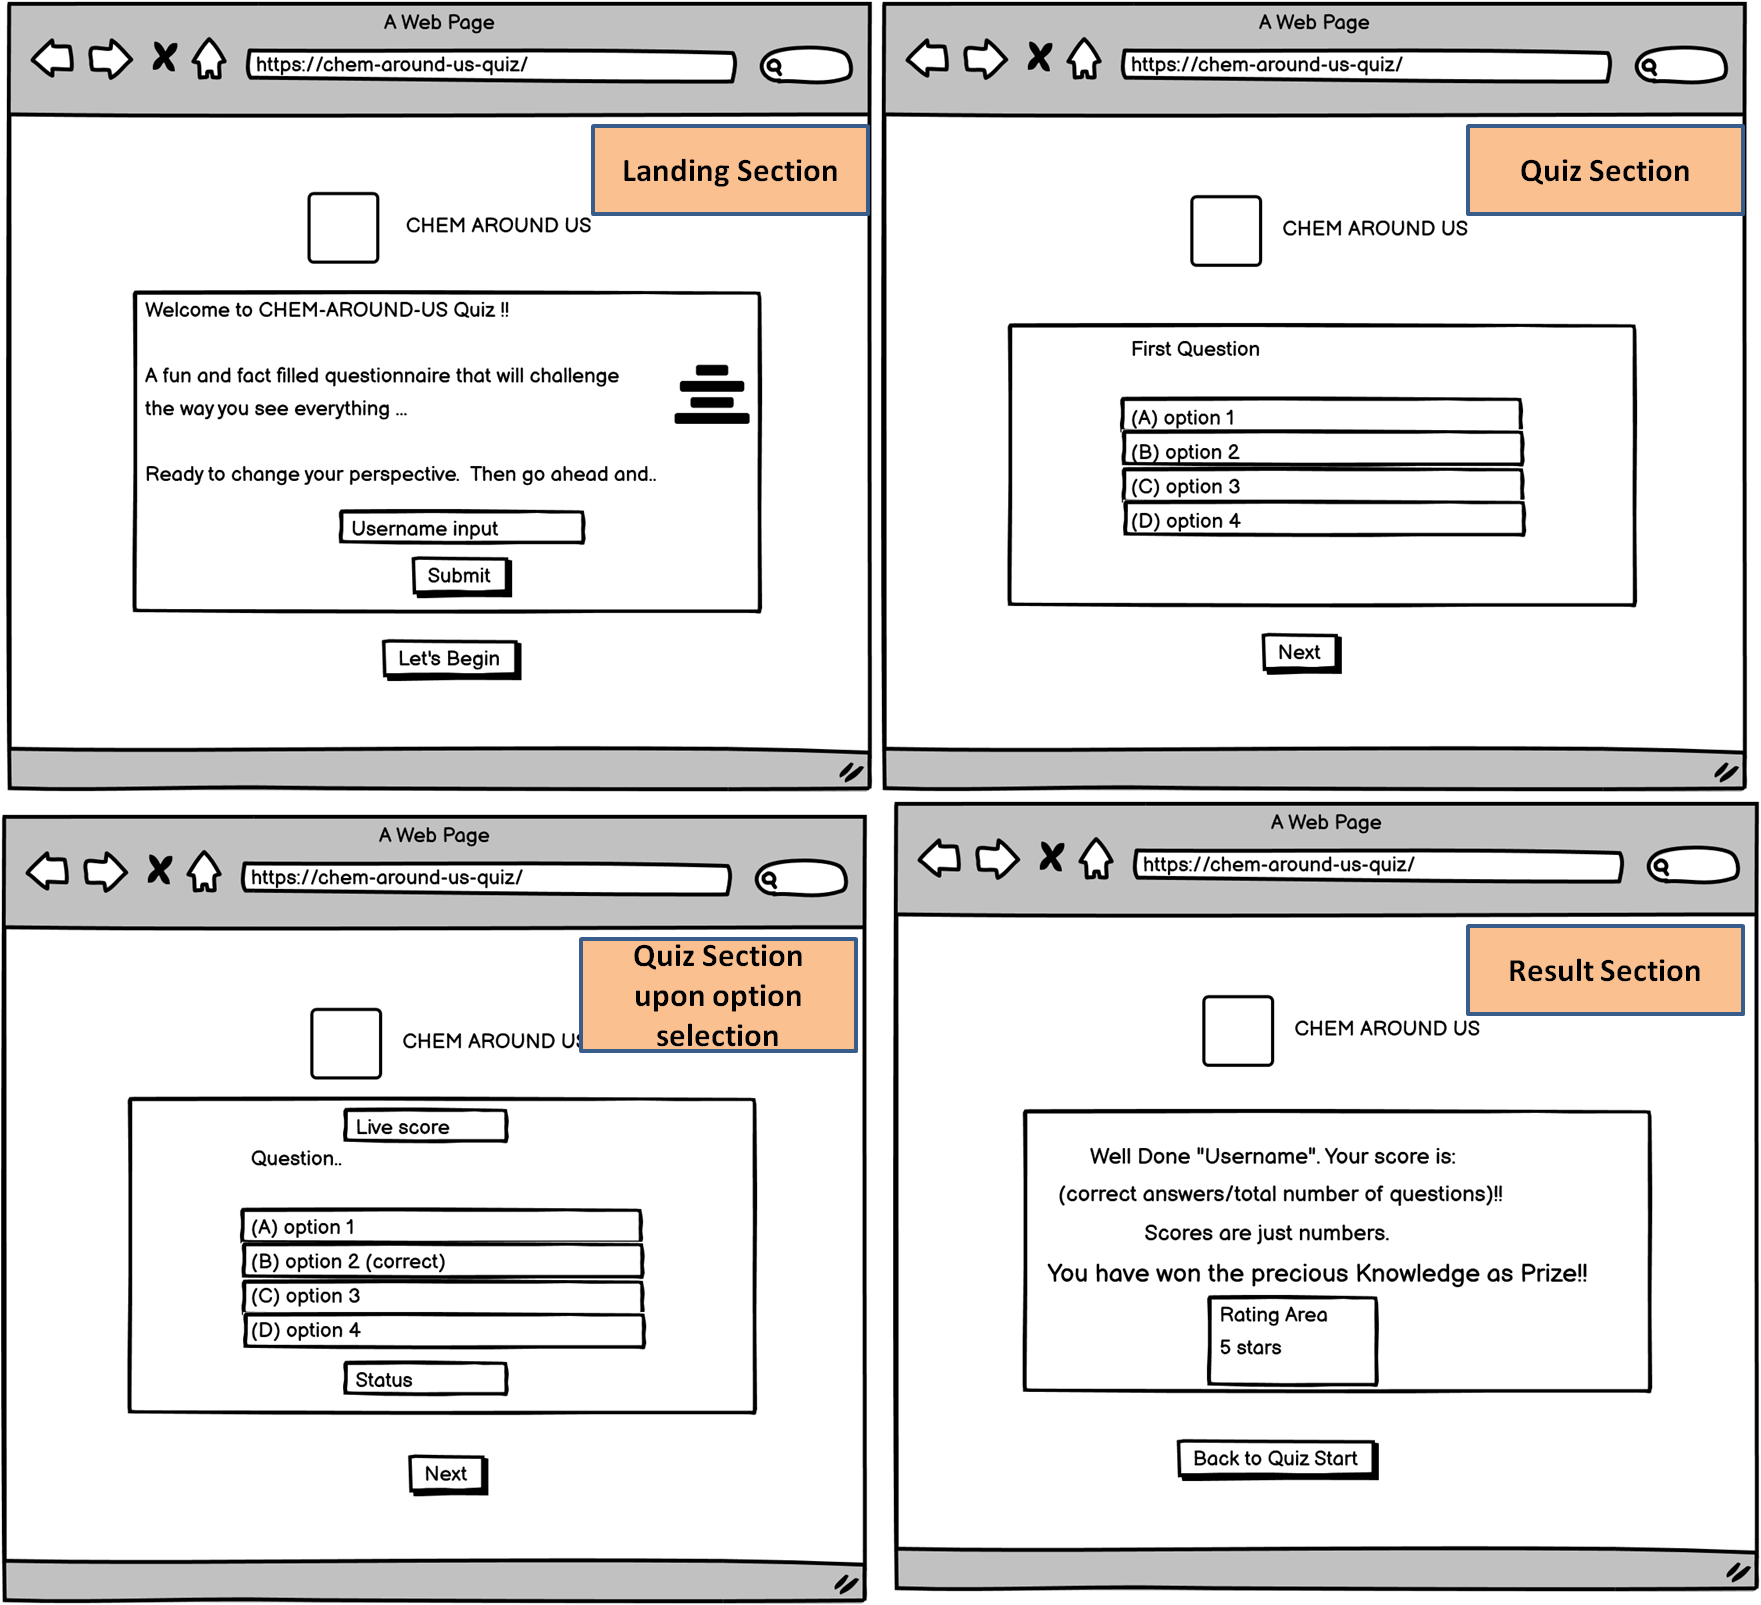 A Web Page
https://chem-around-us-quiz/
Landing Section
CHEM AROUND US
Welcome to CHEM-AROUND-US Quiz !!
A fun and fact filled questionnaire that will challenge
the way you see everything ...
Ready to change your perspective. Then go ahead and..
Username input
Submit
Let's Begin
A Web Page
https://chem-around-us-quiz/
Quiz Section
CHEM AROUND US
First Question
(A) option 1
(B) option 2
(C) option 3
(D) option 4
Next
A Web Page
https://chem-around-us-quiz/
Quiz Section
upon option
selection
CHEM AROUND US
Live score
Question..
(A) option 1
(B) option 2 (correct)
(C) option 3
(D) option 4
Status
Next
A Web Page
https://chem-around-us-quiz/
Result Section
CHEM AROUND US
Well Done "Username". Your score is:
(correct answers/total number of questions)!!
Scores are just numbers.
You have won the precious Knowledge as Prize!!
Rating Area
5 stars
Back to Quiz Start